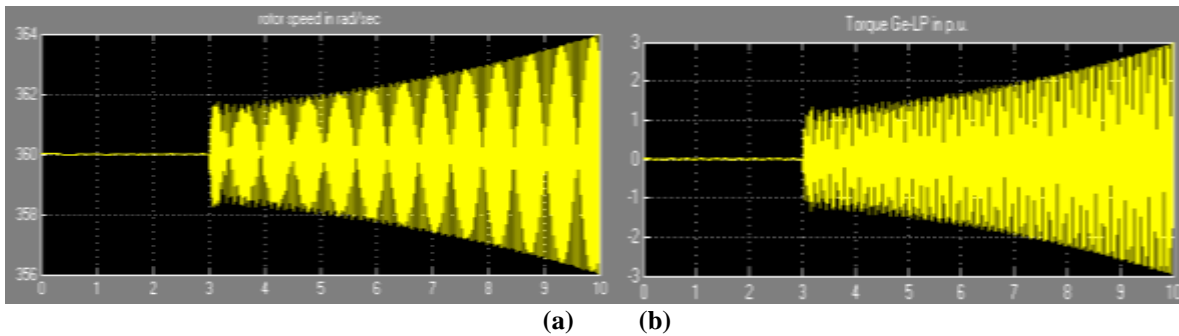 rotor speed in rad/sec
364
362
360
358
356
0 1 2 3 4 5 6 7 8 9 10
Torque Ge-LP in p.u.
3
2
1
0
-1
-2
-3
0 1 2 3 4 5 6 7 8 9 10
(a) (b)